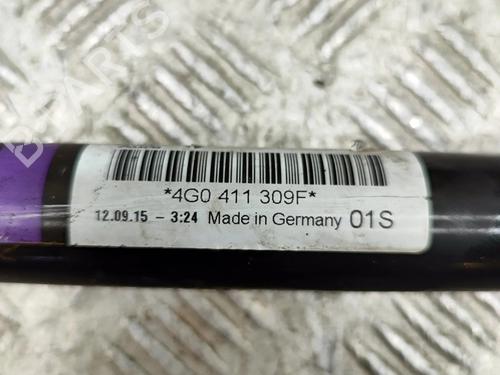 *4G0 411 309F*
12.09.15 – 3:24 Made in Germany 01S